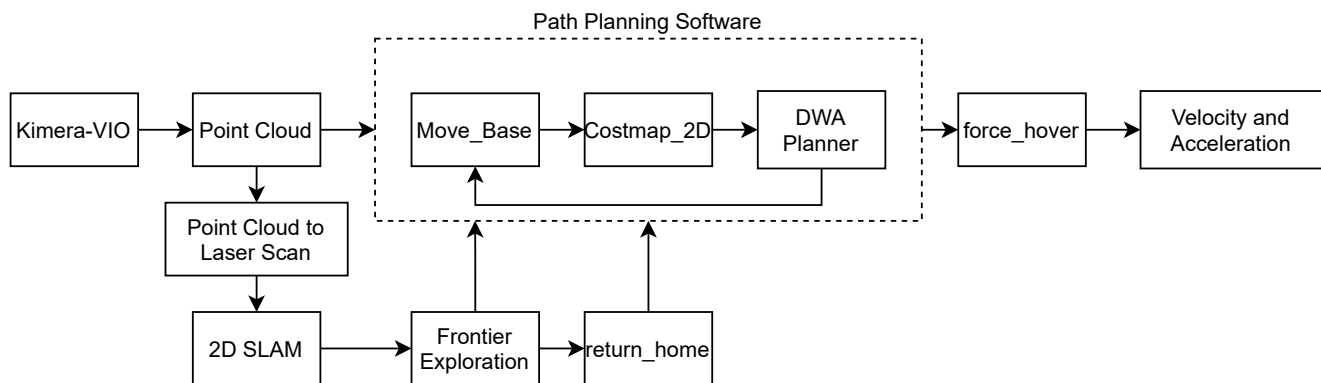 Path Planning Software
Kimera-VIO
Point Cloud
Move_Base
Costmap_2D
DWA
Planner
force_hover
Velocity and
Acceleration
Point Cloud to
Laser Scan
2D SLAM
Frontier
Exploration
return_home